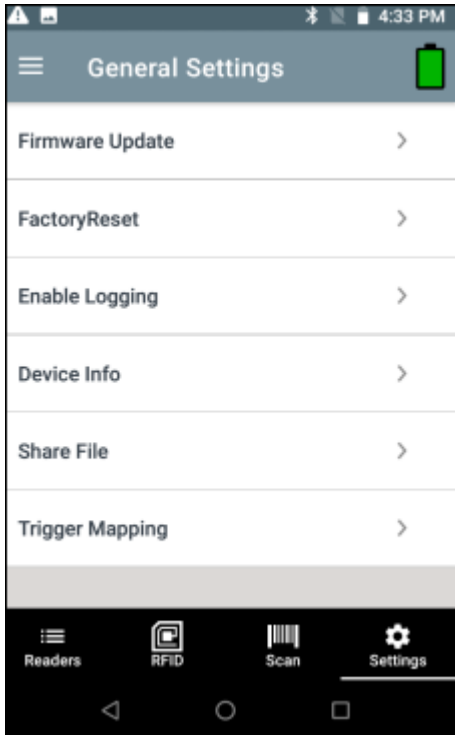 4:33 PM
General Settings
Firmware Update
FactoryReset
Enable Logging
Device Info
Share File
Trigger Mapping
Readers
RFID
Scan
Settings